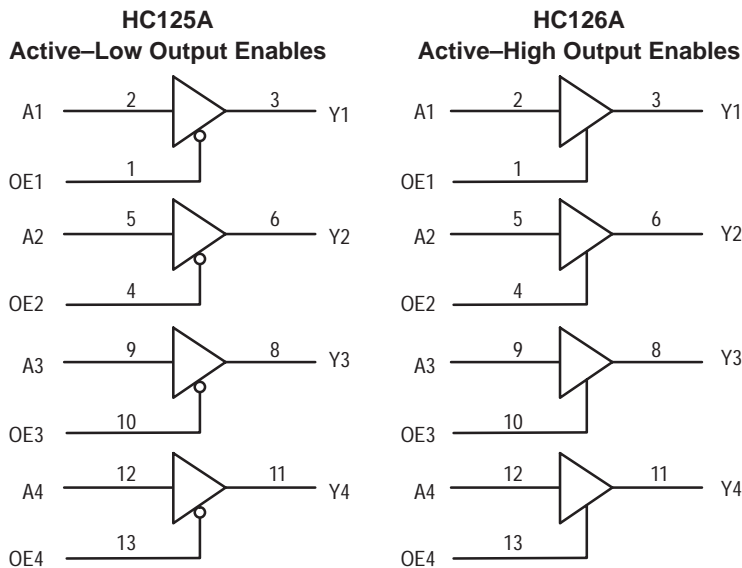 HC125A
Active–Low Output Enables
A1 2 3 Y1
OE1 1
A2 5 6 Y2
OE2 4
A3 9 8 Y3
OE3 10
A4 12 11 Y4
OE4 13
HC126A
Active–High Output Enables
A1 2 3 Y1
OE1 1
A2 5 6 Y2
OE2 4
A3 9 8 Y3
OE3 10
A4 12 11 Y4
OE4 13